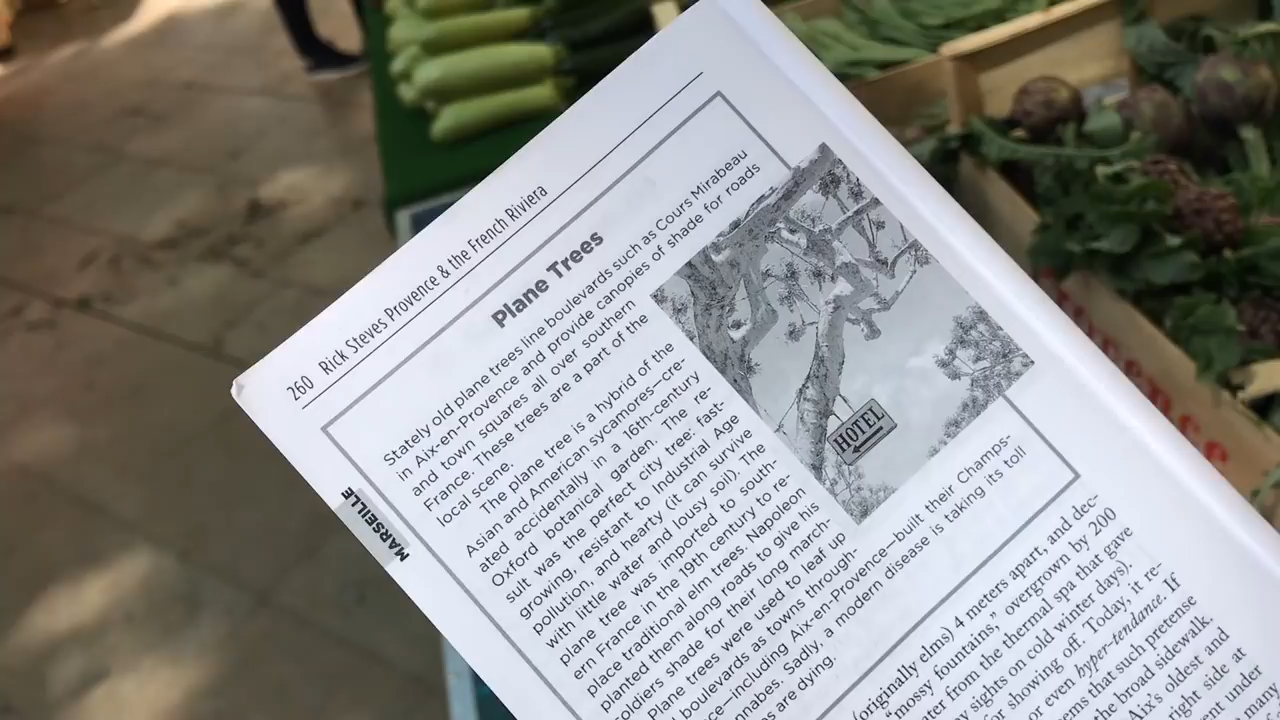 260 Rick Steves Provence & the French Riviera
Plane Trees
Stately old plane trees line boulevards such as Cours Mirabeau
in Aix-en-Provence and provide canopies of shade for roads
and town squares all over southern
France. These trees are a part of the
local scene.
The plane tree is a hybrid of the
Asian and American sycamores—cre-
ated accidentally in a 16th-century
Oxford botanical garden. The re-
sult was the perfect city tree: fast-
growing, resistant to Industrial Age
pollution, and hearty (it can survive
with little water and lousy soil). The
plane tree was imported to south-
ern France in the 19th century to re-
place traditional elm trees. Napoleon
planted them along roads to give his
soldiers shade for their long march-
Plane trees were used to leaf up
boulevards as towns through-
including Aix-en-Provence—built their Champs-
Sadly, a modern disease is taking its toll
are dying.
HOTEL
MARSEILLE
(originally elms) 4 meters apart, and dec-
"mossy fountains," overgrown by 200
from the thermal spa that gave
sights on cold winter days).
for showing off. Today, it re-
or even hyper-tendance. If
that such pretense
the broad sidewalk.
Aix's oldest and
right side at
under
many